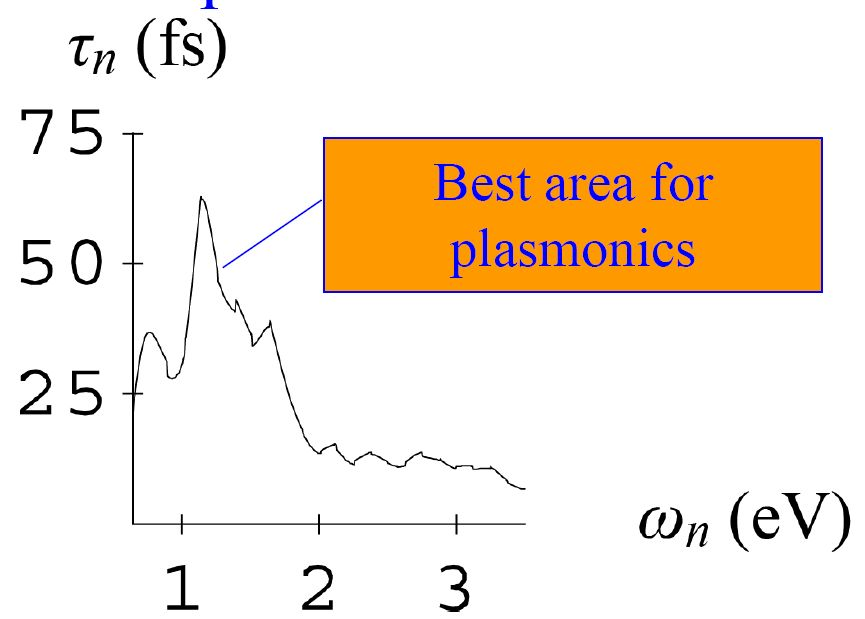 τn (fs)
75
50
25
Best area for
plasmonics
ωn (eV)
1 2 3